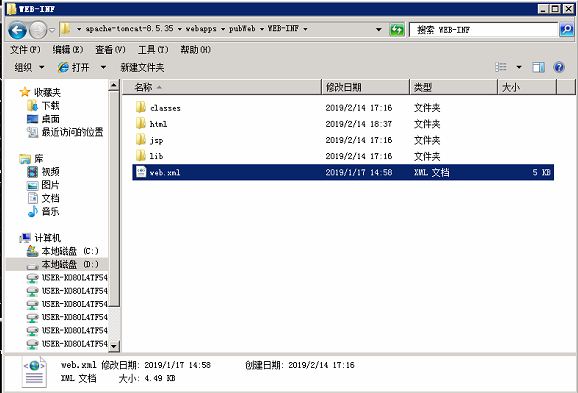 WEB-INF
apache-tomcat-8.5.35 webapps pubWeb WEB-INF 搜索 WEB-INF
文件(F) 编辑(E) 查看(V) 工具(T) 帮助(H)
组织 打开 新建文件夹
名称 修改日期 类型 大小
收藏夹
下载
桌面
最近访问的位置
库
视频
图片
文档
音乐
计算机
本地磁盘 (C:)
本地磁盘 (D:)
USER-K080L4TF54
USER-K080L4TF54
USER-K080L4TF54
USER-K080L4TF54
USER-K080L4TF54
USER-K080L4TF54
classes 2019/2/14 17:16 文件夹
html 2019/2/14 18:37 文件夹
jsp 2019/2/14 17:16 文件夹
lib 2019/2/14 17:16 文件夹
web.xml 2019/1/17 14:58 XML 文档 5 KB
web.xml 修改日期: 2019/1/17 14:58 创建日期: 2019/2/14 17:16
XML 文档 大小: 4.49 KB